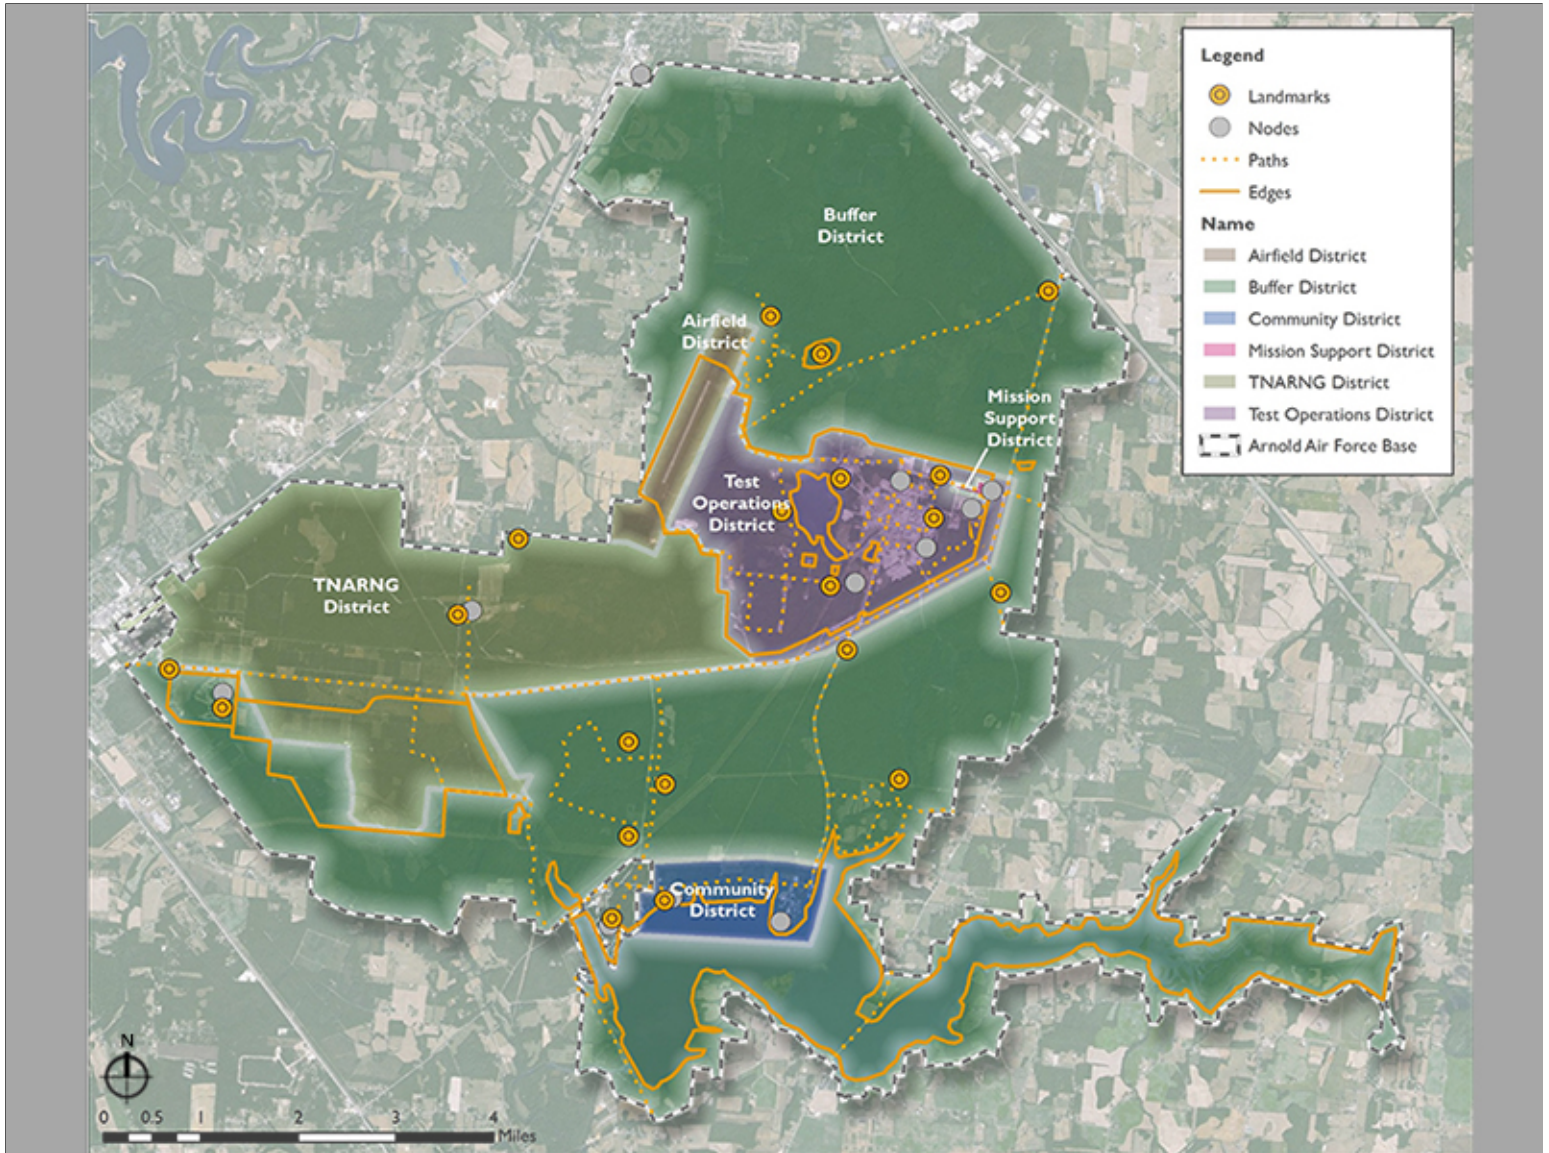 Legend
Landmarks
Nodes
Paths
Edges
Name
Airfield District
Buffer District
Community District
Mission Support District
TNARNG District
Test Operations District
Arnold Air Force Base
Buffer
District
Airfield
District
Mission
Support
District
Test
Operations
District
TNARNG
District
Community
District
N
0 0.5 1 2 3 4
Miles